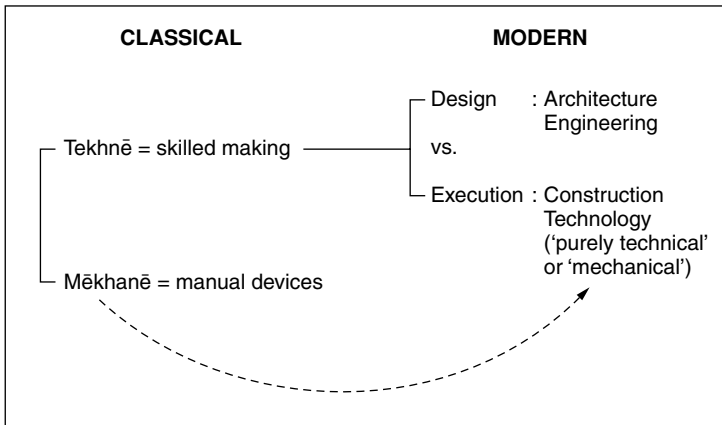 CLASSICAL
MODERN
Design : Architecture
Engineering
Tekhnē = skilled making
vs.
Execution : Construction
Technology
(‘purely technical’
or ‘mechanical’)
Mēkhanē = manual devices